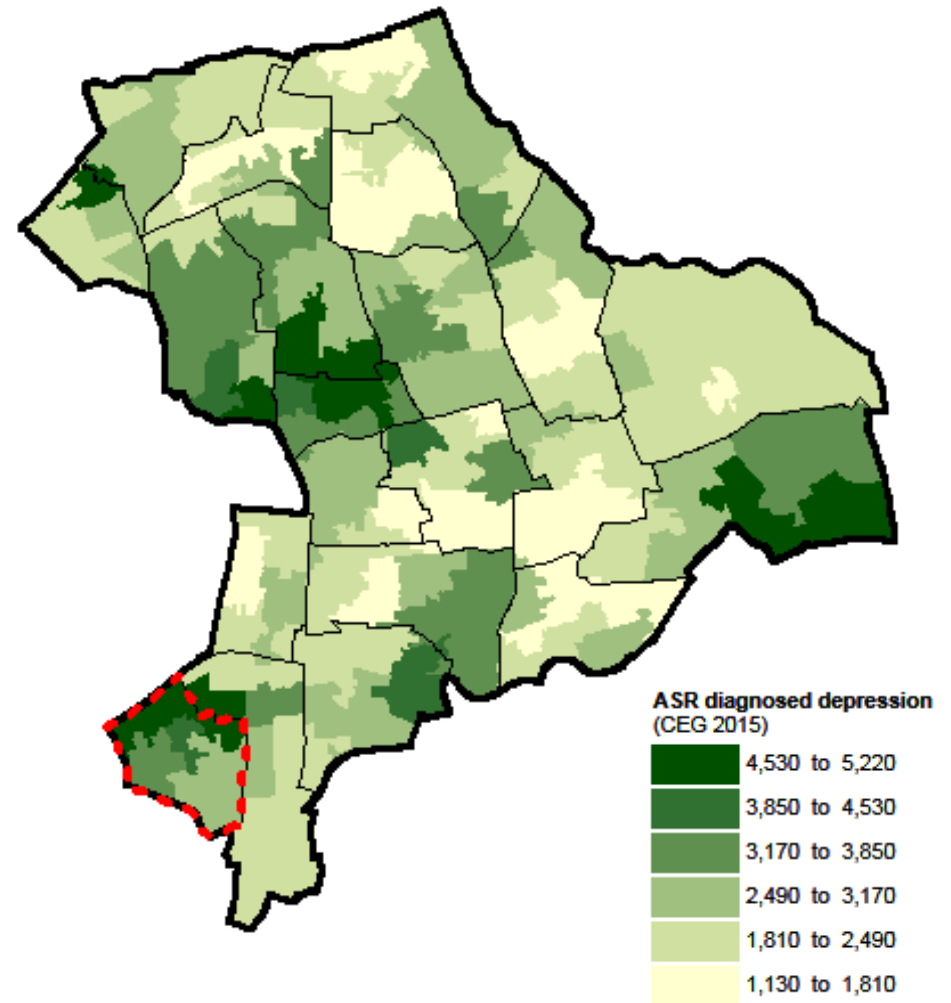 ASR diagnosed depression
(CEG 2015)
4,530 to 5,220
3,850 to 4,530
3,170 to 3,850
2,490 to 3,170
1,810 to 2,490
1,130 to 1,810